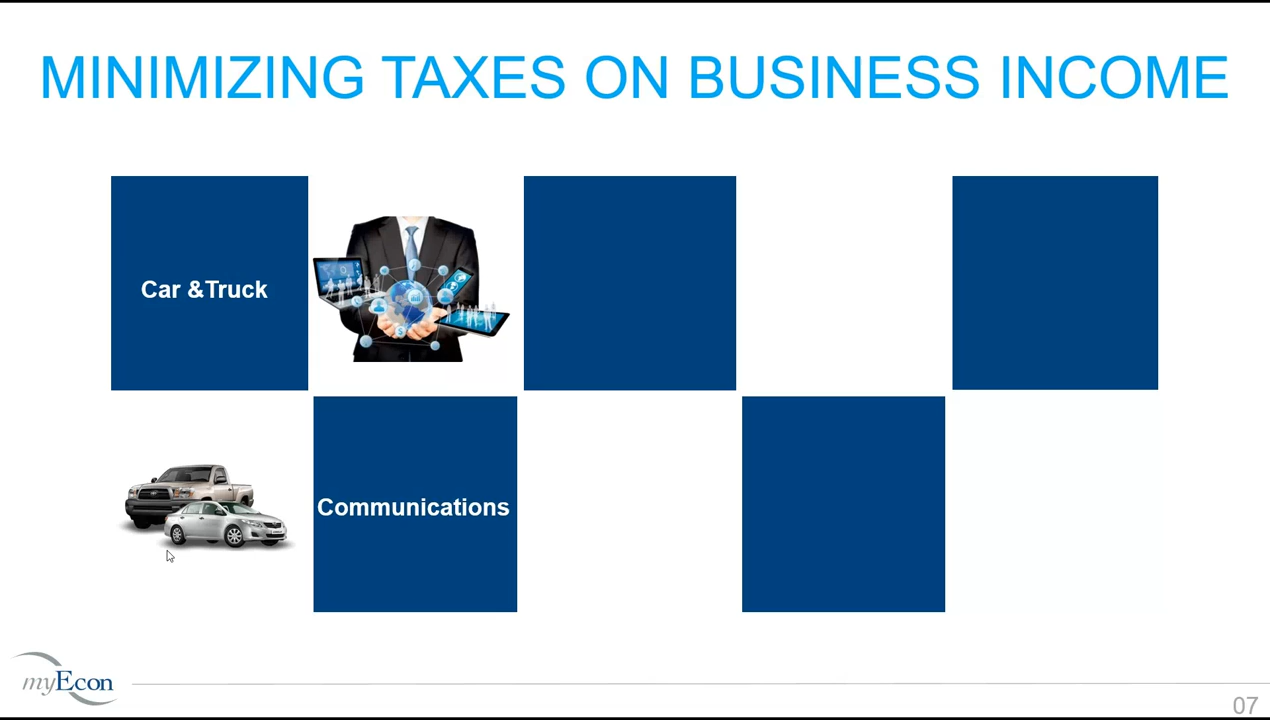 MINIMIZING TAXES ON BUSINESS INCOME
Car &Truck
Communications
myEcon
07